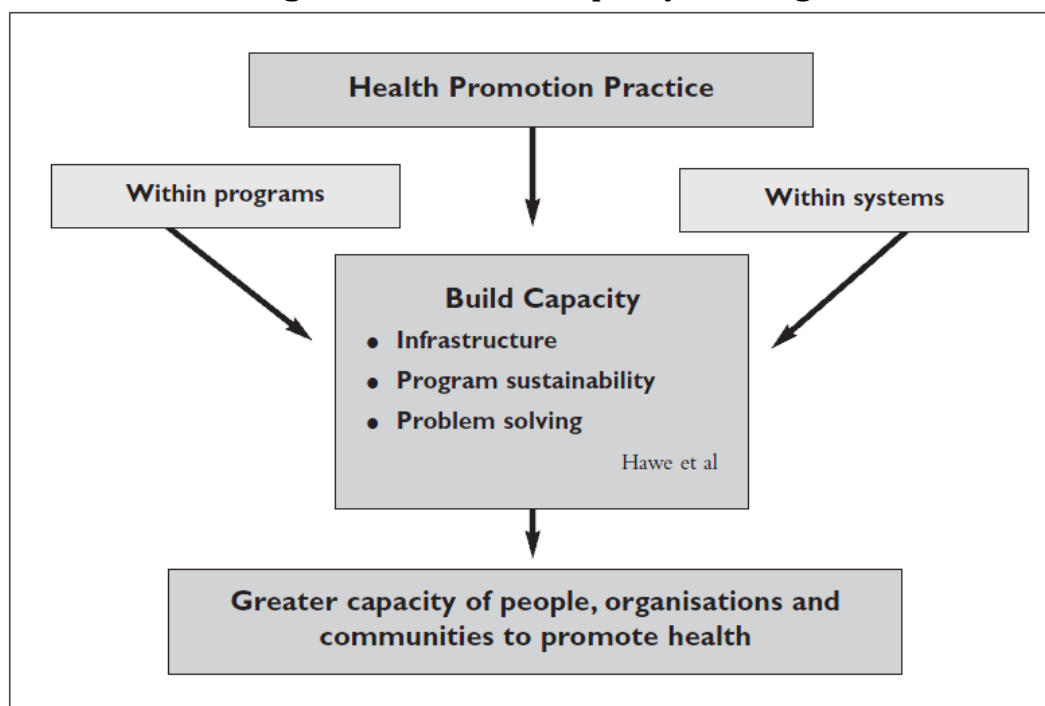 Health Promotion Practice
Within programs
Within systems
Build Capacity
• Infrastructure
• Program sustainability
• Problem solving
Hawe et al
Greater capacity of people, organisations and
communities to promote health